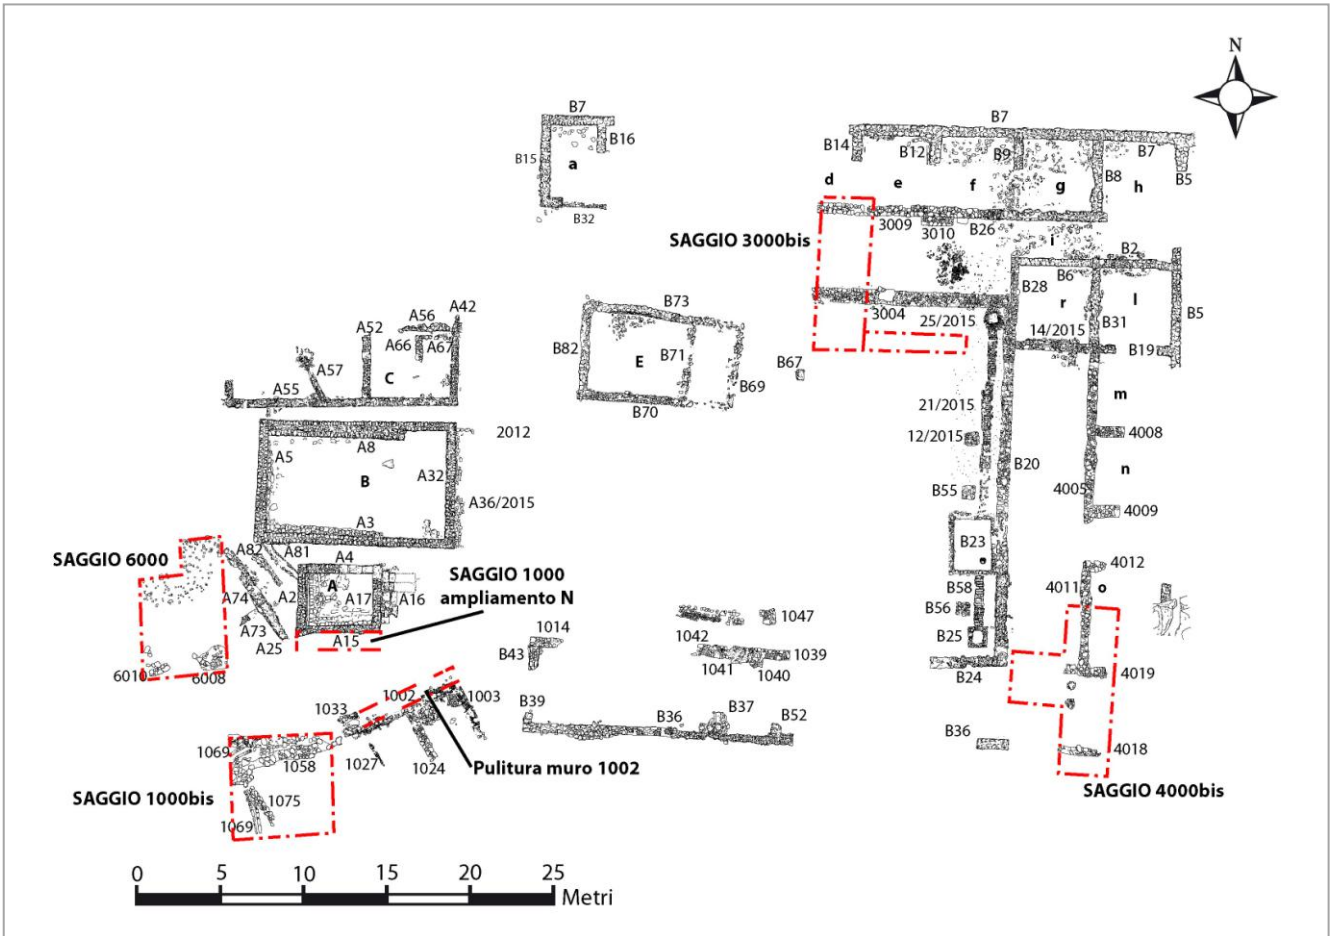 N
B7
B16
B15
a
B32
B7
B14
B12
B9
B7
B8
B5
d
e
f
g
h
3009
3010
B26
SAGGIO 3000bis
i
B2
B6
B28
r
l
B5
3004
25/2015
14/2015
B31
B19
A42
A56
A52
A66
A67
C
A57
A55
B73
B82
E
B71
B67
B69
B70
21/2015
m
12/2015
4008
2012
A8
A5
A32
B
A36/2015
A3
B20
n
B55
4005
4009
B23
SAGGIO 6000
A82
A81
A4
SAGGIO 1000
ampliamento N
A
A74
A2
A17
A16
A73
A25
A15
6010
6008
B58
B56
B25
B24
4012
4011
o
4019
1014
B43
1042
1047
1041
1039
1040
1002
1003
1033
B39
B36
B37
B52
B36
4018
1069
1058
1027
1024
Pulitura muro 1002
SAGGIO 4000bis
SAGGIO 1000bis
1075
1069
0 5 10 15 20 25
Metri